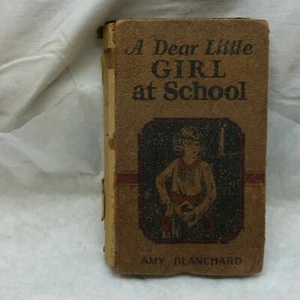 A Dear Little
GIRL
at School
AMY BLANCHARD